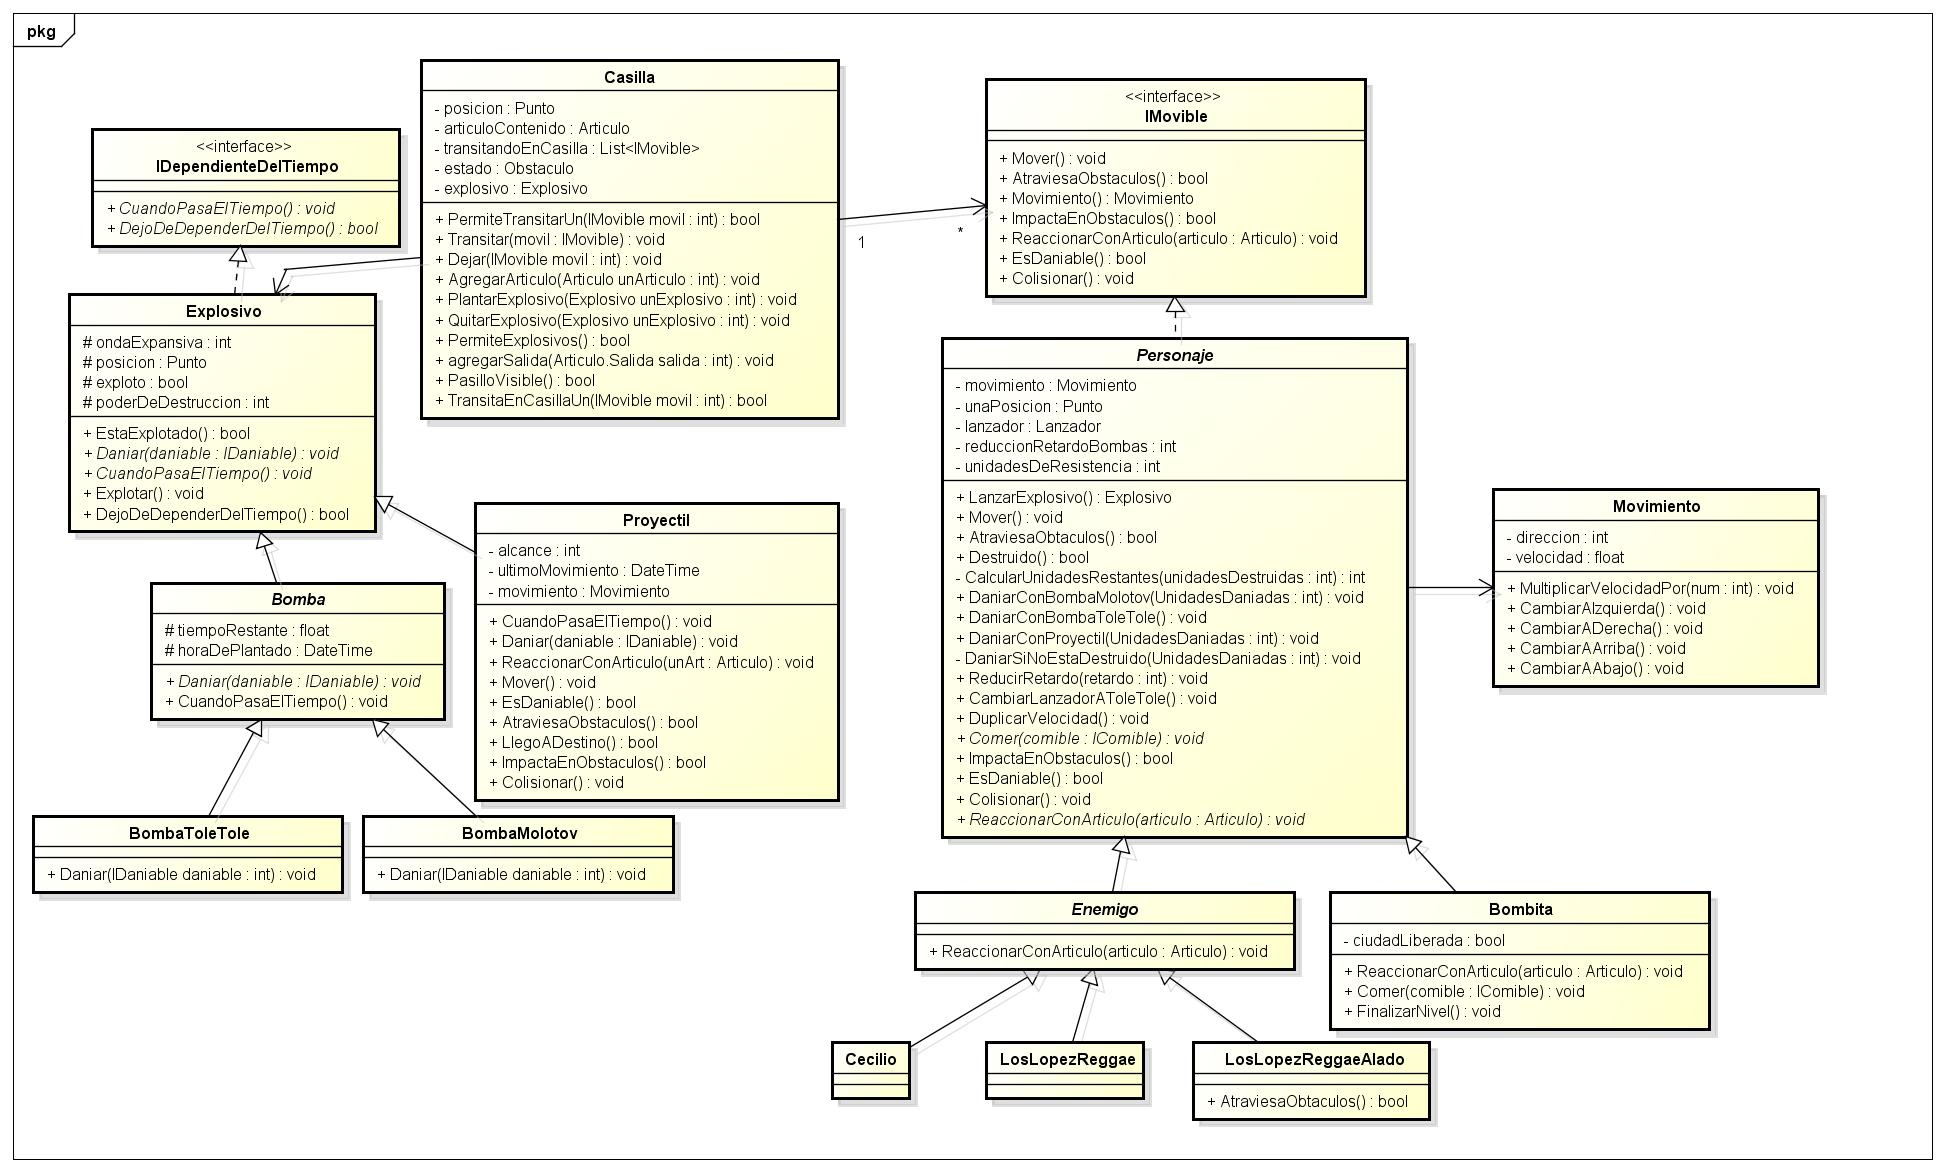 pkg
Casilla
- posicion : Punto
- articuloContenido : Articulo
- transitandoEnCasilla : List<IMovible>
- estado : Obstaculo
- explosivo : Explosivo
+ PermiteTransitarUn(IMovible movil : int) : bool
+ Transitar(movil : IMovible) : void
+ Dejar(IMovible movil : int) : void
+ AgregarArticulo(Articulo unArticulo : int) : void
+ PlantarExplosivo(Explosivo unExplosivo : int) : void
+ QuitarExplosivo(Explosivo unExplosivo : int) : void
+ PermiteExplosivos() : bool
+ agregarSalida(Articulo.Salida salida : int) : void
+ PasilloVisible() : bool
+ TransitaEnCasillaUn(IMovible movil : int) : bool
1
*
<<interface>>
IMovible
+ Mover() : void
+ AtraviesaObstaculos() : bool
+ Movimiento() : Movimiento
+ ImpactaEnObstaculos() : bool
+ ReaccionarConArticulo(articulo : Articulo) : void
+ EsDaniable() : bool
+ Colisionar() : void
<<interface>>
IDependienteDelTiempo
+ CuandoPasaElTiempo() : void
+ DejoDeDependerDelTiempo() : bool
Explosivo
# ondaExpansiva : int
# posicion : Punto
# exploto : bool
# poderDeDestruccion : int
+ EstaExplotado() : bool
+ Daniar(daniable : IDaniable) : void
+ CuandoPasaElTiempo() : void
+ Explotar() : void
+ DejoDeDependerDelTiempo() : bool
Personaje
- movimiento : Movimiento
- unaPosicion : Punto
- lanzador : Lanzador
- reduccionRetardoBombas : int
- unidadesDeResistencia : int
+ LanzarExplosivo() : Explosivo
+ Mover() : void
+ AtraviesaObtaculos() : bool
+ Destruido() : bool
- CalcularUnidadesRestantes(unidadesDestruidas : int) : int
+ DaniarConBombaMolotov(UnidadesDaniadas : int) : void
+ DaniarConBombaToleTole() : void
+ DaniarConProyectil(UnidadesDaniadas : int) : void
- DaniarSiNoEstaDestruido(UnidadesDaniadas : int) : void
+ ReducirRetardo(retardo : int) : void
+ CambiarLanzadorAToleTole() : void
+ DuplicarVelocidad() : void
+ Comer(comible : IComible) : void
+ ImpactaEnObstaculos() : bool
+ EsDaniable() : bool
+ Colisionar() : void
+ ReaccionarConArticulo(articulo : Articulo) : void
Movimiento
- direccion : int
- velocidad : float
+ MultiplicarVelocidadPor(num : int) : void
+ CambiarAIzquierda() : void
+ CambiarADerecha() : void
+ CambiarAArriba() : void
+ CambiarAAbajo() : void
Proyectil
- alcance : int
- ultimoMovimiento : DateTime
- movimiento : Movimiento
+ CuandoPasaElTiempo() : void
+ Daniar(daniable : IDaniable) : void
+ ReaccionarConArticulo(unArt : Articulo) : void
+ Mover() : void
+ EsDaniable() : bool
+ AtraviesaObstaculos() : bool
+ LlegoADestino() : bool
+ ImpactaEnObstaculos() : bool
+ Colisionar() : void
Bomba
# tiempoRestante : float
# horaDePlantado : DateTime
+ Daniar(daniable : IDaniable) : void
+ CuandoPasaElTiempo() : void
BombaToleTole
+ Daniar(IDaniable daniable : int) : void
BombaMolotov
+ Daniar(IDaniable daniable : int) : void
Enemigo
+ ReaccionarConArticulo(articulo : Articulo) : void
Bombita
- ciudadLiberada : bool
+ ReaccionarConArticulo(articulo : Articulo) : void
+ Comer(comible : IComible) : void
+ FinalizarNivel() : void
Cecilio
LosLopezReggae
LosLopezReggaeAlado
+ AtraviesaObtaculos() : bool